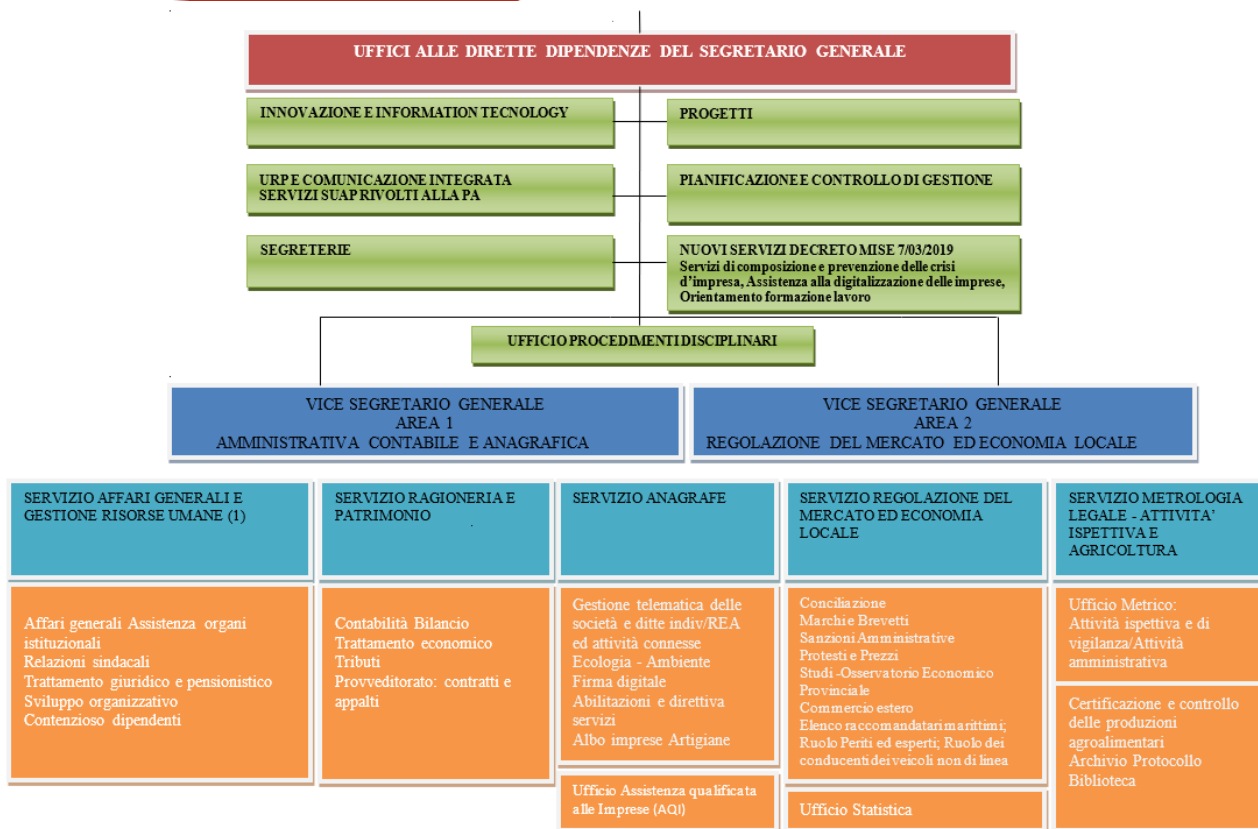 UFFICI ALLE DIRETTE DIPENDENZE DEL SEGRETARIO GENERALE
INNOVAZIONE E INFORMATION TECNOLOGY
PROGETTI
URP E COMUNICAZIONE INTEGRATA
SERVIZI SUAP RIVOLTI ALLA PA
PIANIFICAZIONE E CONTROLLO DI GESTIONE
SEGRETERIE
NUOVI SERVIZI DECRETO MISE 7/03/2019
Servizi di composizione e prevenzione delle crisi
d'impresa, Assistenza alla digitalizzazione delle imprese,
Orientamento formazione lavoro
UFFICIO PROCEDIMENTI DISCIPLINARI
VICE SEGRETARIO GENERALE
AREA 1
AMMINISTRATIVA CONTABILE E ANAGRAFICA
VICE SEGRETARIO GENERALE
AREA 2
REGOLAZIONE DEL MERCATO ED ECONOMIA LOCALE
SERVIZIO AFFARI GENERALI E
GESTIONE RISORSE UMANE (1)
SERVIZIO RAGIONERIA E
PATRIMONIO
SERVIZIO ANAGRAFE
SERVIZIO REGOLAZIONE DEL
MERCATO ED ECONOMIA
LOCALE
SERVIZIO METROLOGIA
LEGALE - ATTIVITA'
ISPETTIVA E
AGRICOLTURA
Affari generali Assistenza organi
istituzionali
Relazioni sindacali
Trattamento giuridico e pensionistico
Sviluppo organizzativo
Contenzioso dipendenti
Contabilità Bilancio
Trattamento economico
Tributi
Provveditorato: contratti e
appalti
Gestione telematica delle
società e ditte indiv/REA
ed attività connesse
Ecologia - Ambiente
Firma digitale
Abilitazioni e direttiva
servizi
Albo imprese Artigiane
Ufficio Assistenza qualificata
alle Imprese (AQI)
Conciliazione
Marchi e Brevetti
Sanzioni Amministrative
Protesti e Prezzi
Studi -Osservatorio Economico
Provinciale
Commercio estero
Elenco raccomandatari marittimi;
Ruolo Periti ed esperti; Ruolo dei
conducenti dei veicoli non di linea
Ufficio Statistica
Ufficio Metrico:
Attività ispettiva e di
vigilanza/Attività
amministrativa
Certificazione e controllo
delle produzioni
agroalimentari
Archivio Protocollo
Biblioteca